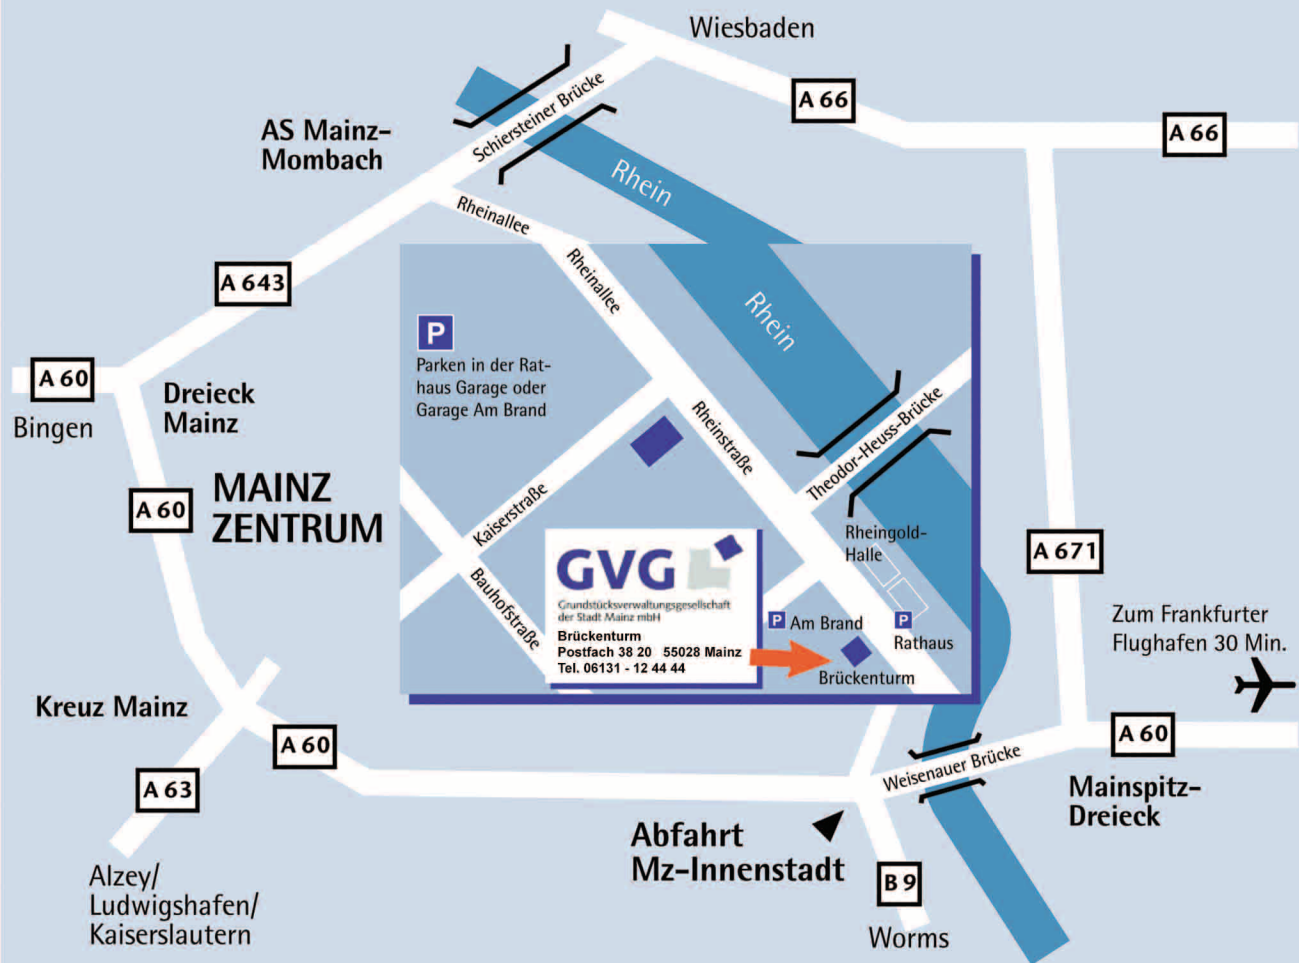 Wiesbaden
A 66
A 66
AS Mainz-
Mombach
Schiersteiner Brücke
Rhein
Rheinallee
Rheinallee
A 643
Rhein
P
Parken in der Rat-
haus Garage oder
Garage Am Brand
A 60
Bingen
Dreieck
Mainz
Rheinstraße
Theodor-Heuss-Brücke
MAINZ
ZENTRUM
A 60
Kaiserstraße
Bauhofstraße
Rheingold-
Halle
A 671
GVG
Grundstücksverwaltungsgesellschaft
der Stadt Mainz mbH
Brückenturm
Postfach 38 20 55028 Mainz
Tel. 06131 - 12 44 44
P Am Brand
P
Rathaus
Brückenturm
Zum Frankfurter
Flughafen 30 Min.
Kreuz Mainz
A 60
A 63
Weisenauer Brücke
A 60
Mainspitz-
Dreieck
Abfahrt
Mz-Innenstadt
B 9
Worms
Alzey/
Ludwigshafen/
Kaiserslautern